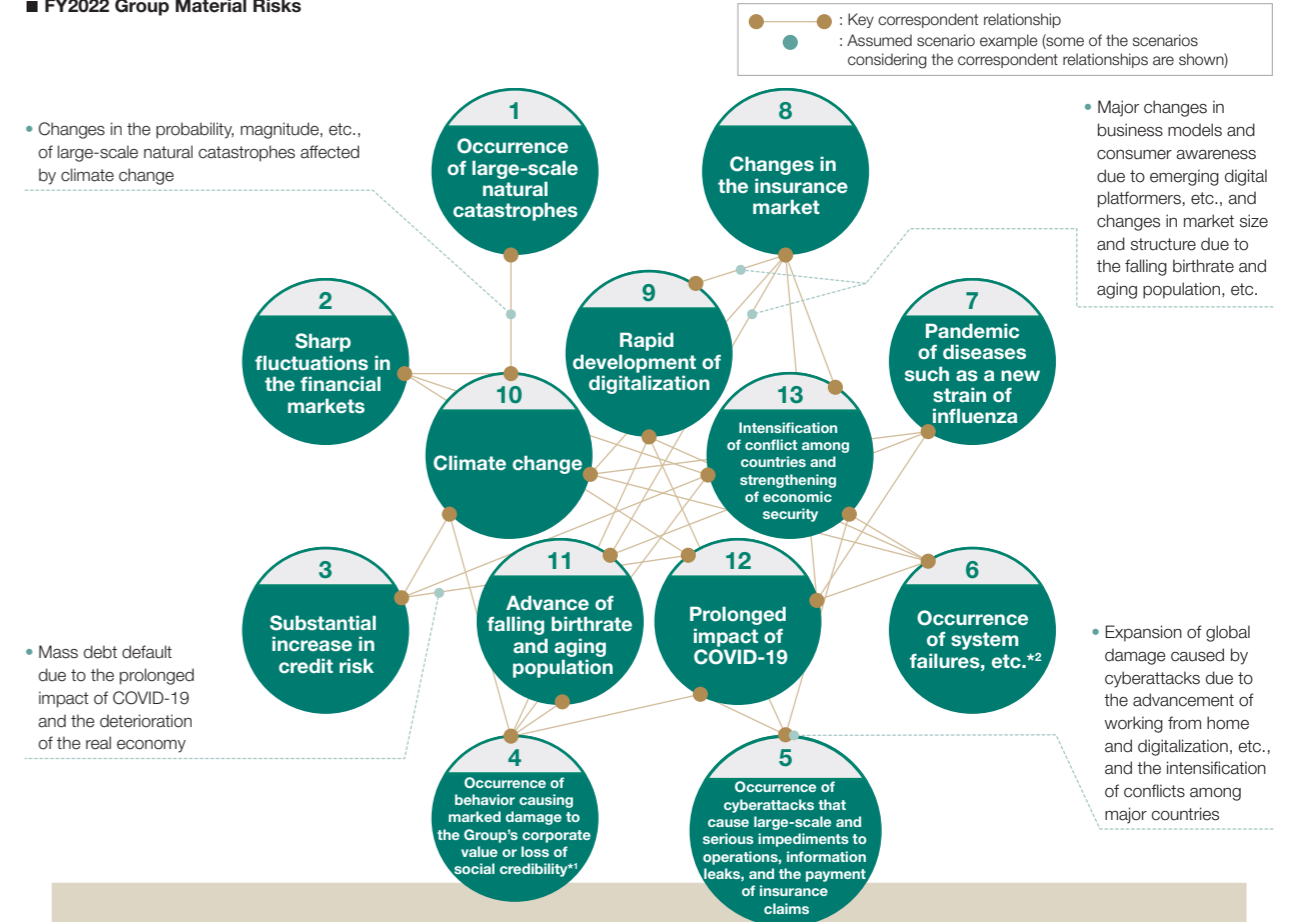 ■ FY2022 Group Material Risks
: Key correspondent relationship
: Assumed scenario example (some of the scenarios
considering the correspondent relationships are shown)
• Changes in the probability, magnitude, etc.,
of large-scale natural catastrophes affected
by climate change
1
Occurrence
of large-scale
natural
catastrophes
8
Changes in
the insurance
market
• Major changes in
business models and
consumer awareness
due to emerging digital
platformers, etc., and
changes in market size
and structure due to
the falling birthrate and
aging population, etc.
2
Sharp
fluctuations in
the financial
markets
9
Rapid
development of
digitalization
7
Pandemic
of diseases
such as a new
strain of
influenza
10
Climate change
13
Intensification
of conflict among
countries and
strengthening
of economic
security
3
Substantial
increase in
credit risk
11
Advance of
falling birthrate
and aging
population
12
Prolonged
impact of
COVID-19
6
Occurrence
of system
failures, etc.*2
• Mass debt default
due to the prolonged
impact of COVID-19
and the deterioration
of the real economy
• Expansion of global
damage caused by
cyberattacks due to
the advancement of
working from home
and digitalization, etc.,
and the intensification
of conflicts among
major countries
4
Occurrence of
behavior causing
marked damage to
the Group's corporate
value or loss of
social credibility*1
5
Occurrence of
cyberattacks that
cause large-scale and
serious impediments to
operations, information
leaks, and the payment
of insurance
claims